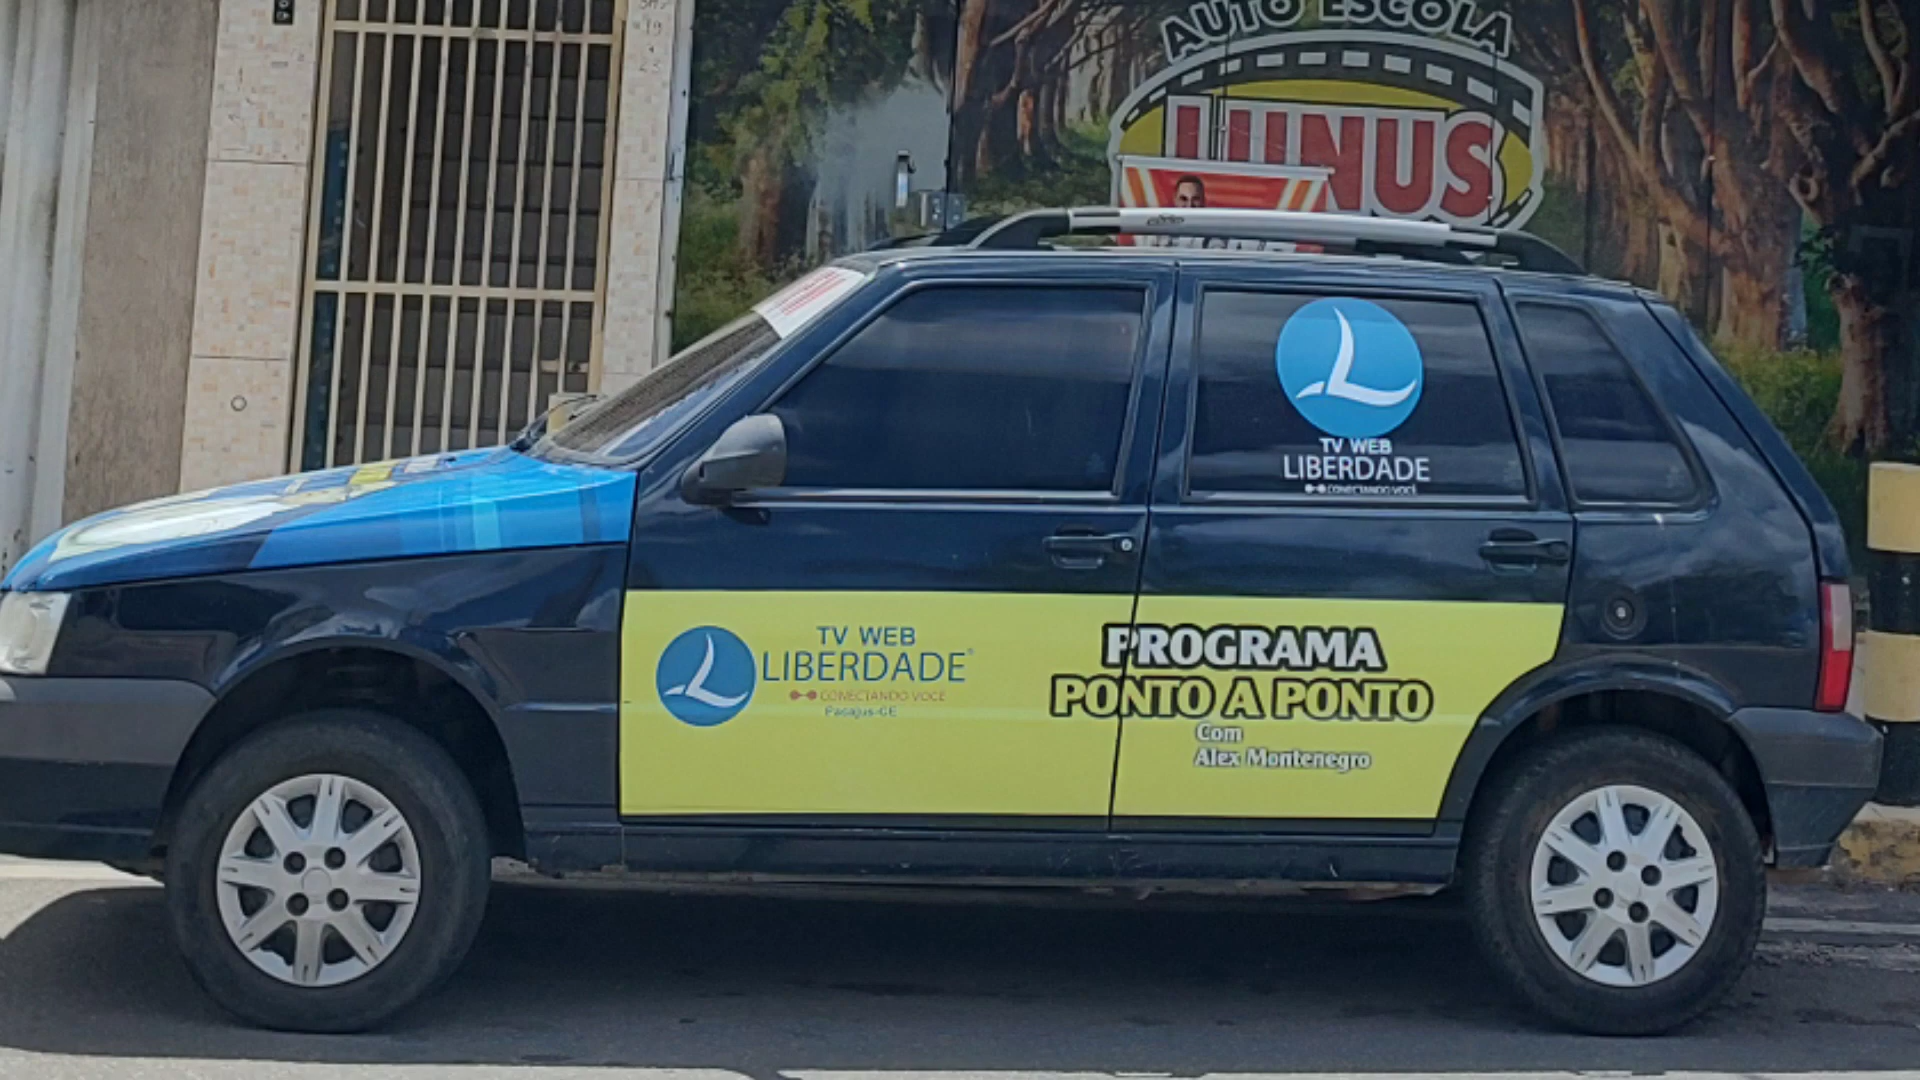 AUTO ESCOLA
LUNUS
TV WEB
LIBERDADE
CONECTANDO VOCÊ
TV WEB
LIBERDADE
CONECTANDO VOCÊ
Pacajus-CE
PROGRAMA
PONTO A PONTO
Com
Alex Montenegro